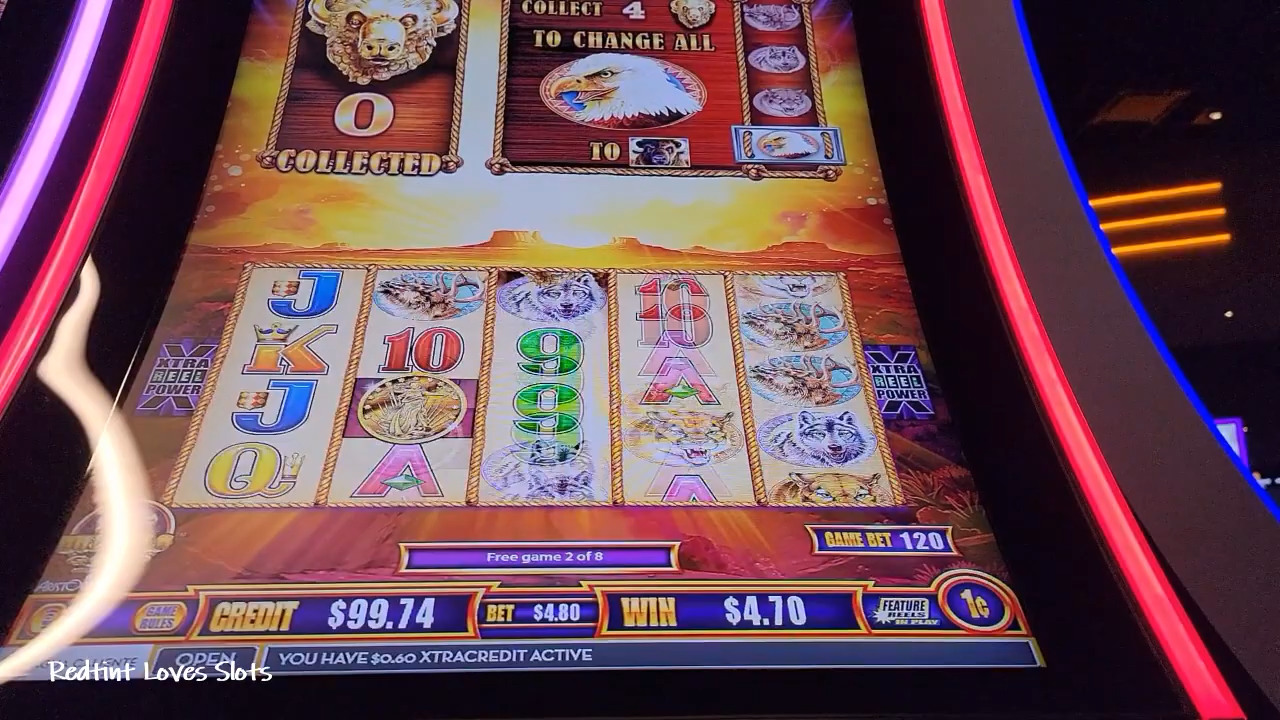 COLLECT 4
TO CHANGE ALL
0
COLLECTED
TO
J
K
10
9
10
XTRA
REEL
POWER
XTRA
REEL
POWER
J
9
A
Q
A
A
GAME BET 120
Free game 2 of 8
GAME
RULES
CREDIT $99.74
BET $4.80
WIN $4.70
FEATURE
REELS
IN PLAY
1¢
OPEN
YOU HAVE $0.60 XTRACREDIT ACTIVE
Redtint Loves Slots